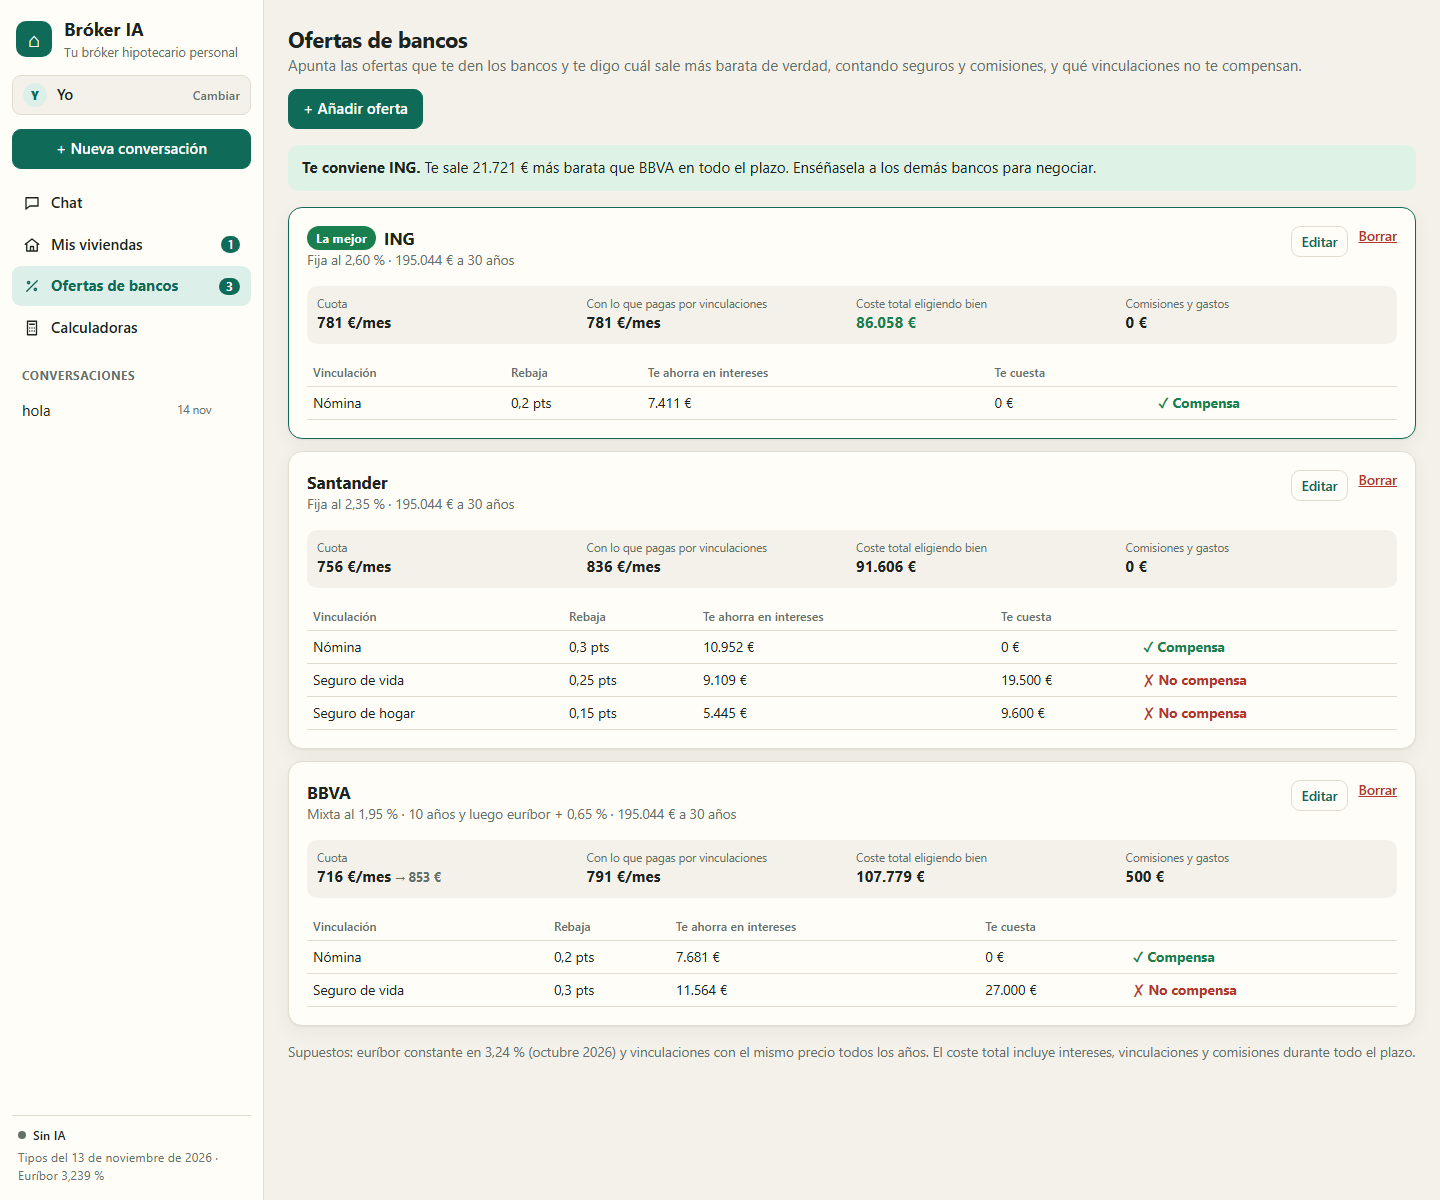 Bróker IA
Tu bróker hipotecario personal
Y Yo Cambiar
+ Nueva conversación
Chat
Mis viviendas 1
Ofertas de bancos 3
Calculadoras
CONVERSACIONES
hola 14 nov
Sin IA
Tipos del 13 de noviembre de 2026 ·
Euríbor 3,239 %
Ofertas de bancos
Apunta las ofertas que te den los bancos y te digo cuál sale más barata de verdad, contando seguros y comisiones, y qué vinculaciones no te compensan.
+ Añadir oferta
Te conviene ING. Te sale 21.721 € más barata que BBVA en todo el plazo. Enséñasela a los demás bancos para negociar.
La mejor ING Editar Borrar
Fija al 2,60 % · 195.044 € a 30 años
Cuota Con lo que pagas por vinculaciones Coste total eligiendo bien Comisiones y gastos
781 €/mes 781 €/mes 86.058 € 0 €
Vinculación Rebaja Te ahorra en intereses Te cuesta
Nómina 0,2 pts 7.411 € 0 € ✓ Compensa
Santander Editar Borrar
Fija al 2,35 % · 195.044 € a 30 años
Cuota Con lo que pagas por vinculaciones Coste total eligiendo bien Comisiones y gastos
756 €/mes 836 €/mes 91.606 € 0 €
Vinculación Rebaja Te ahorra en intereses Te cuesta
Nómina 0,3 pts 10.952 € 0 € ✓ Compensa
Seguro de vida 0,25 pts 9.109 € 19.500 € ✗ No compensa
Seguro de hogar 0,15 pts 5.445 € 9.600 € ✗ No compensa
BBVA Editar Borrar
Mixta al 1,95 % · 10 años y luego euríbor + 0,65 % · 195.044 € a 30 años
Cuota Con lo que pagas por vinculaciones Coste total eligiendo bien Comisiones y gastos
716 €/mes → 853 € 791 €/mes 107.779 € 500 €
Vinculación Rebaja Te ahorra en intereses Te cuesta
Nómina 0,2 pts 7.681 € 0 € ✓ Compensa
Seguro de vida 0,3 pts 11.564 € 27.000 € ✗ No compensa
Supuestos: euríbor constante en 3,24 % (octubre 2026) y vinculaciones con el mismo precio todos los años. El coste total incluye intereses, vinculaciones y comisiones durante todo el plazo.